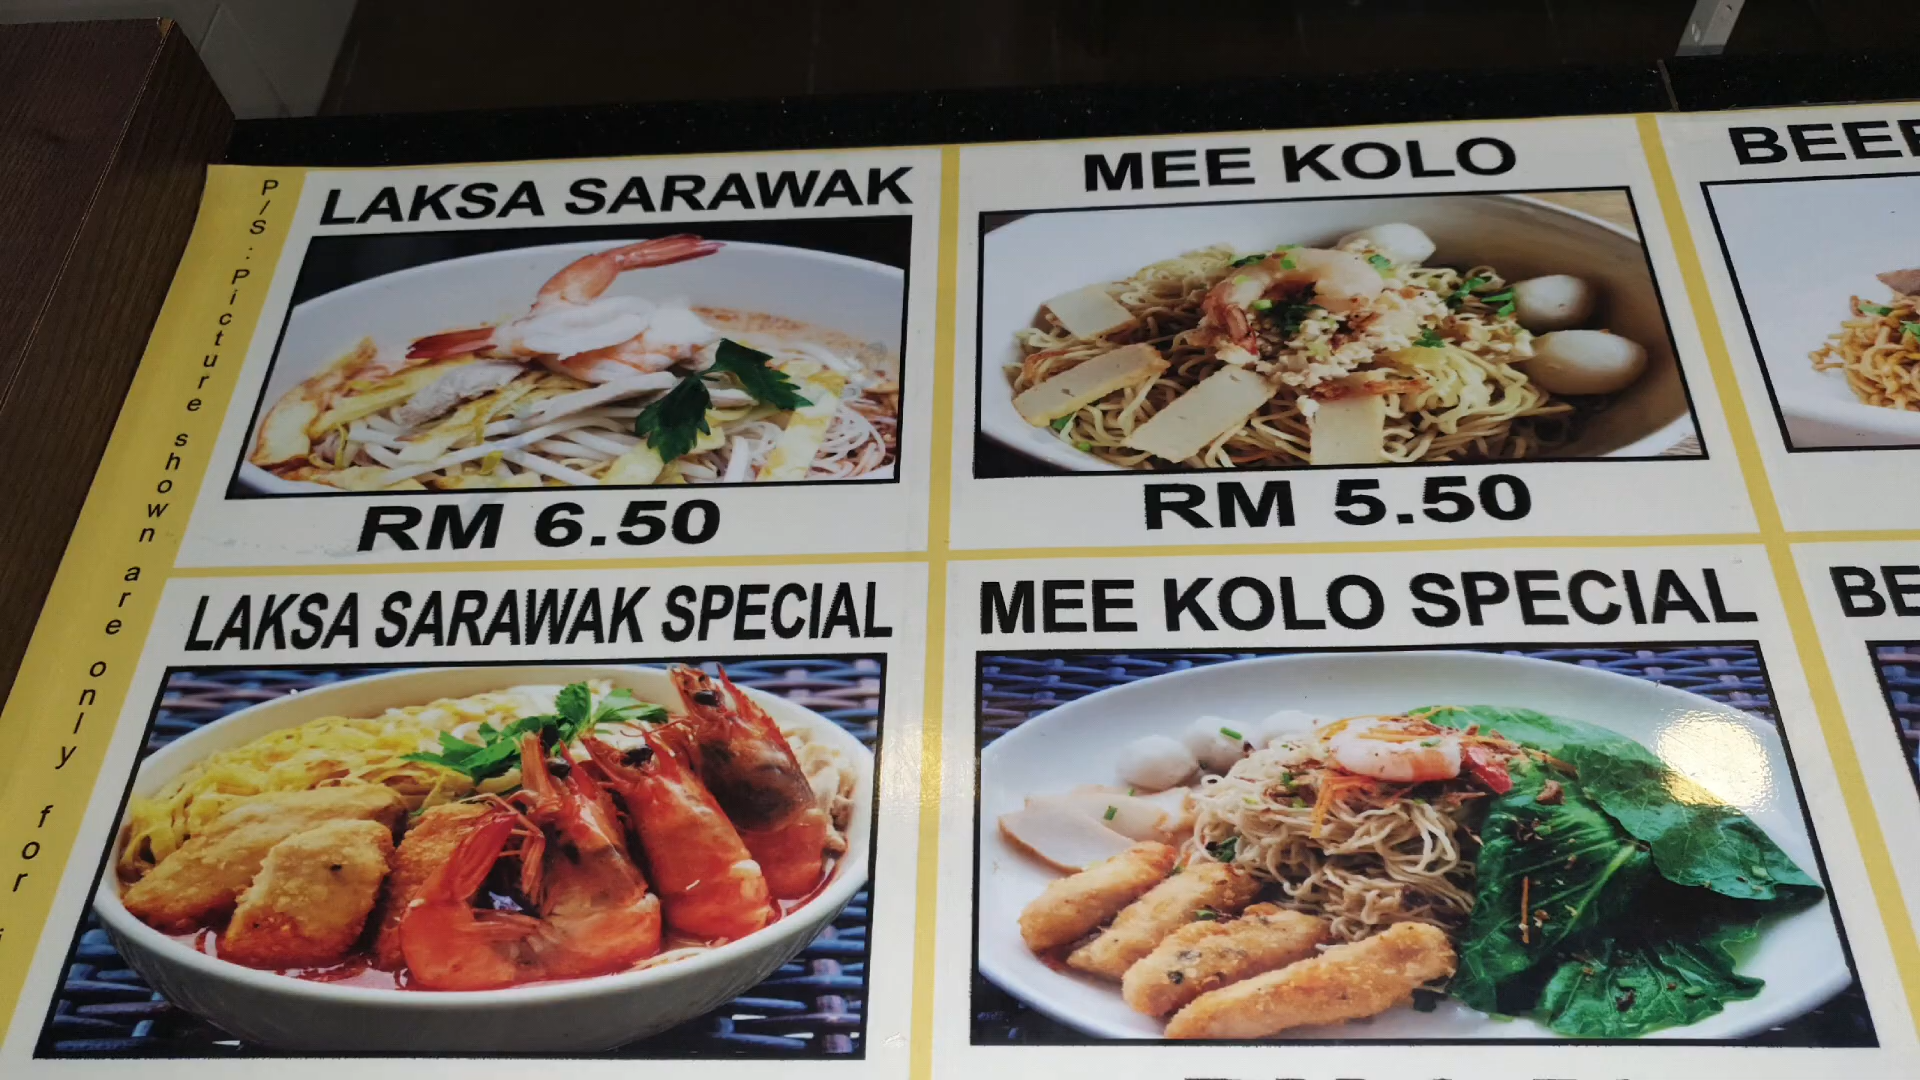 P/S : Picture shown are only for
LAKSA SARAWAK
RM 6.50
MEE KOLO
RM 5.50
LAKSA SARAWAK SPECIAL
MEE KOLO SPECIAL